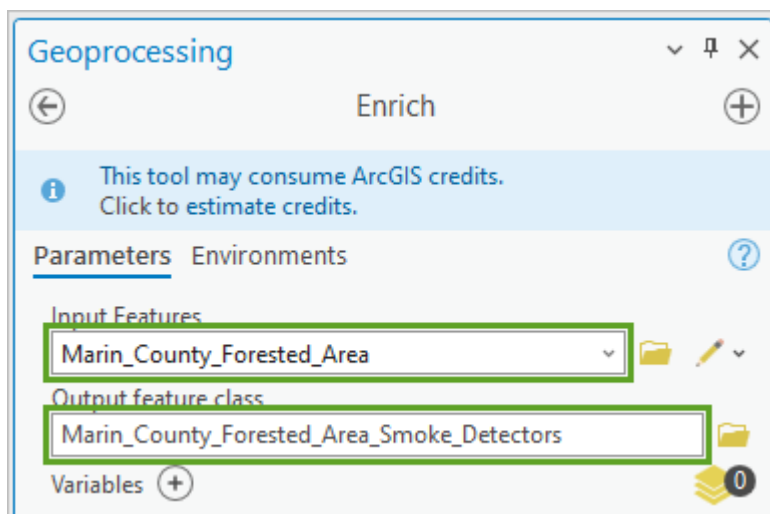 Geoprocessing
Enrich
This tool may consume ArcGIS credits.
Click to estimate credits.
Parameters Environments
Input Features
Marin_County_Forested_Area
Output feature class
Marin_County_Forested_Area_Smoke_Detectors
Variables 0